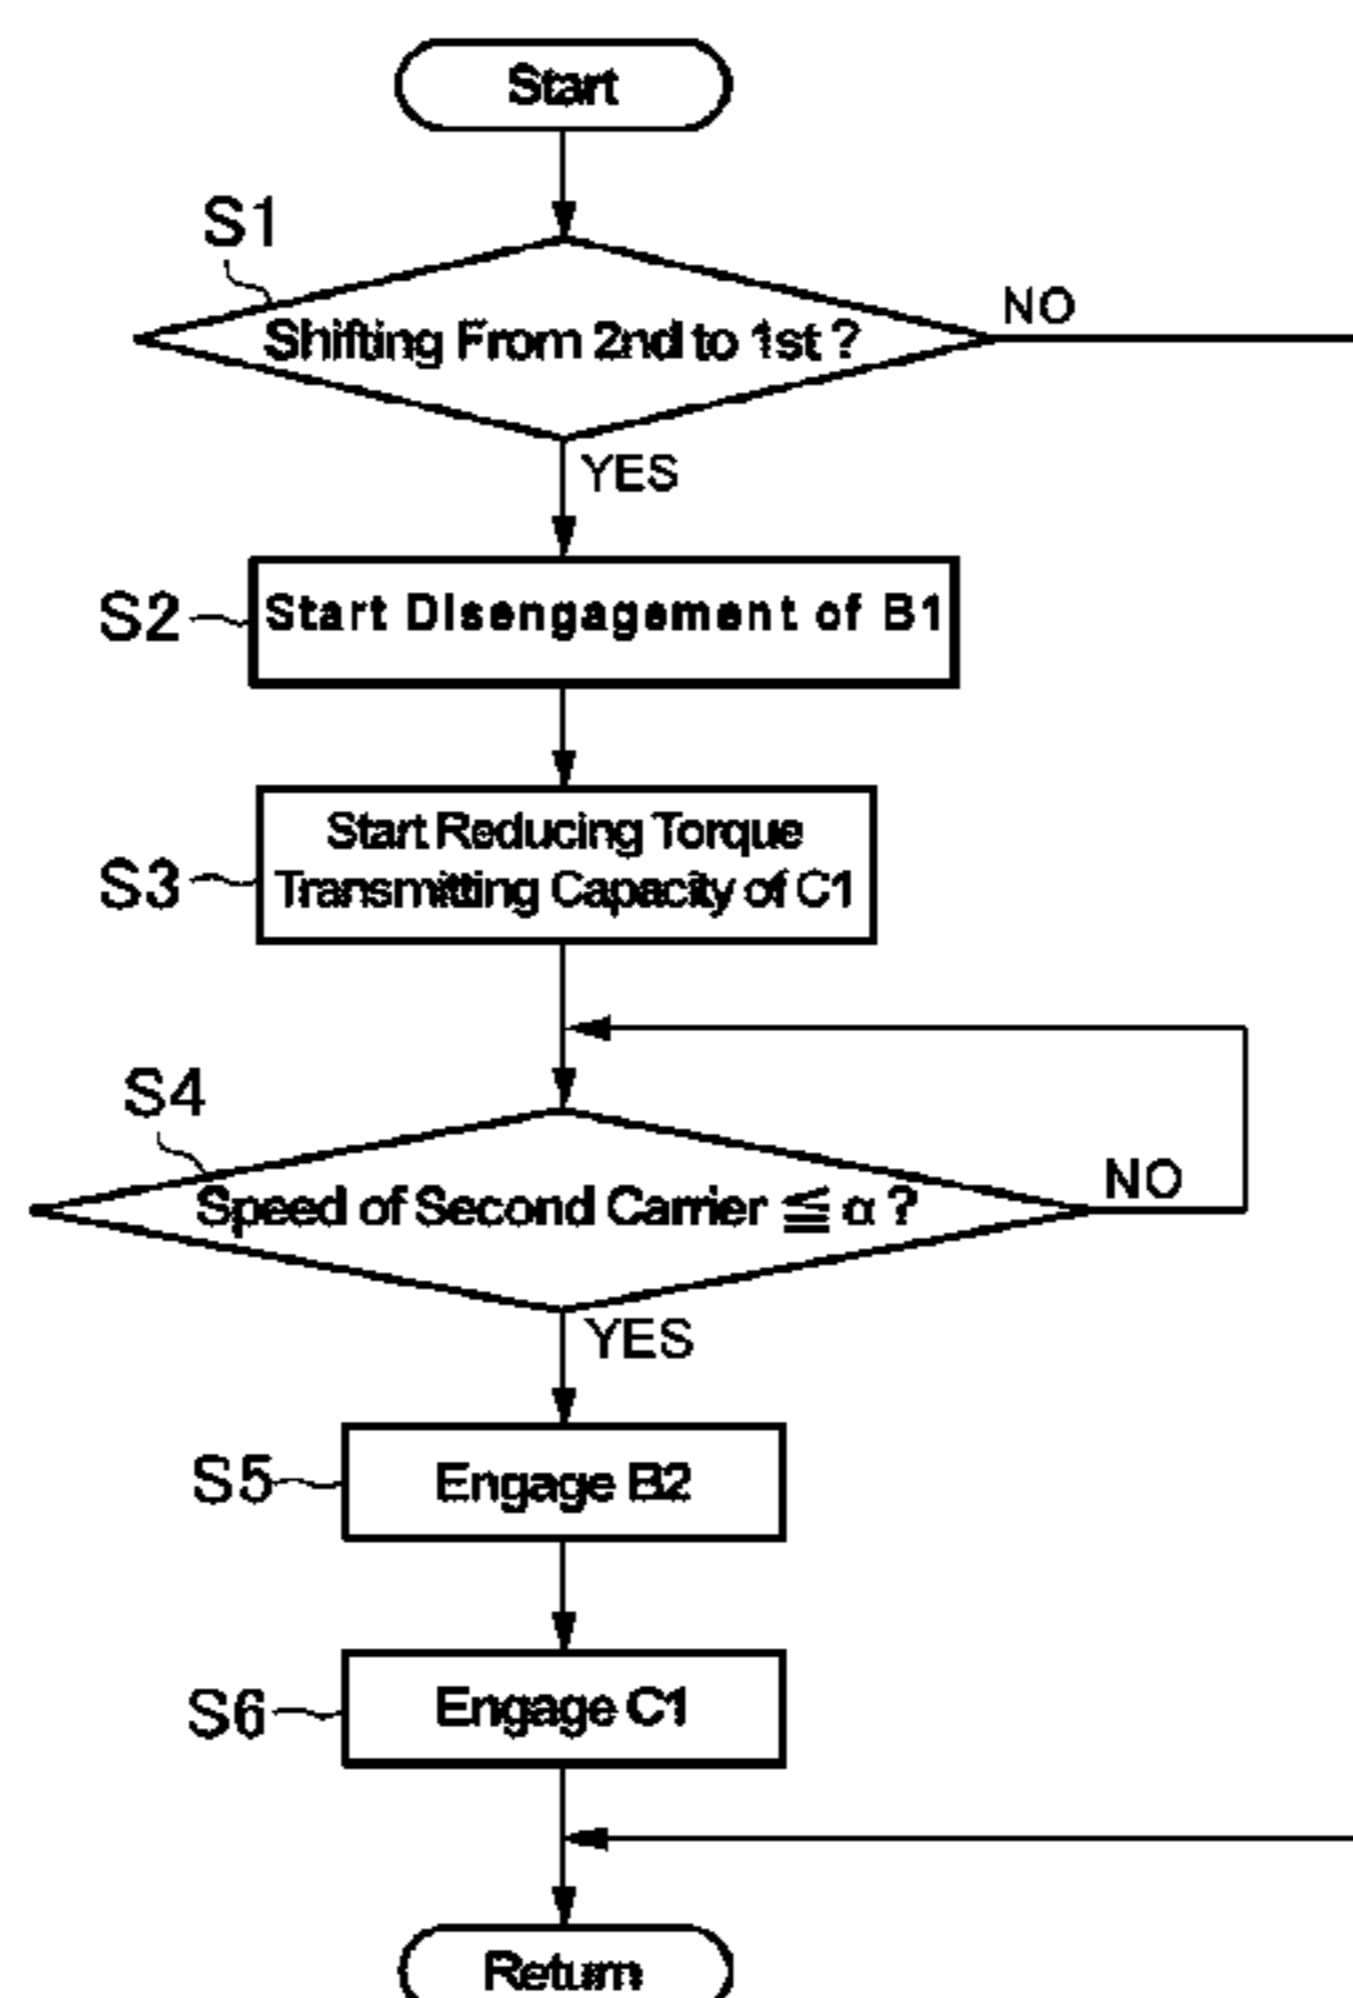 Start
S1
Shifting From 2nd to 1st ?
NO
YES
S2
Start Disengagement of B1
S3
Start Reducing Torque
Transmitting Capacity of C1
S4
Speed of Second Carrier ≦ α ?
NO
YES
S5
Engage B2
S6
Engage C1
Return